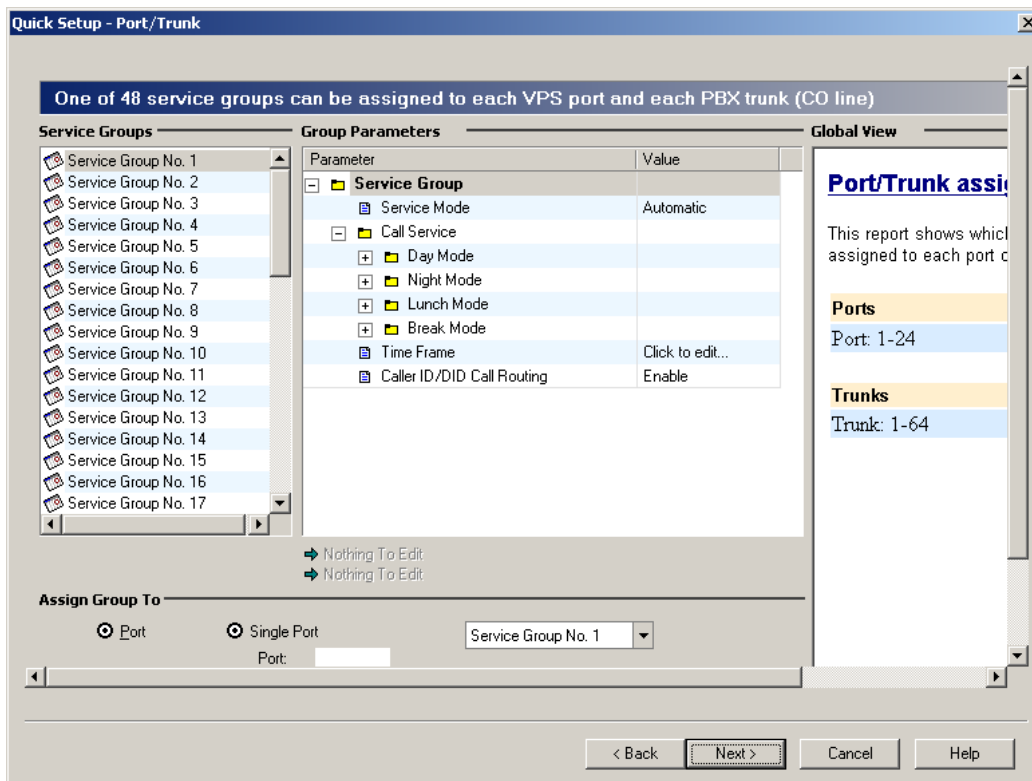 Quick Setup - Port/Trunk
One of 48 service groups can be assigned to each VPS port and each PBX trunk (CO line)
Service Groups
Service Group No. 1
Service Group No. 2
Service Group No. 3
Service Group No. 4
Service Group No. 5
Service Group No. 6
Service Group No. 7
Service Group No. 8
Service Group No. 9
Service Group No. 10
Service Group No. 11
Service Group No. 12
Service Group No. 13
Service Group No. 14
Service Group No. 15
Service Group No. 16
Service Group No. 17
Group Parameters
Parameter Value
Service Group
Service Mode Automatic
Call Service
Day Mode
Night Mode
Lunch Mode
Break Mode
Time Frame Click to edit...
Caller ID/DID Call Routing Enable
Nothing To Edit
Nothing To Edit
Global View
Port/Trunk assi
This report shows whicl
assigned to each port c
Ports
Port: 1-24
Trunks
Trunk: 1-64
Assign Group To
Port Single Port Service Group No. 1
Port:
< Back Next > Cancel Help